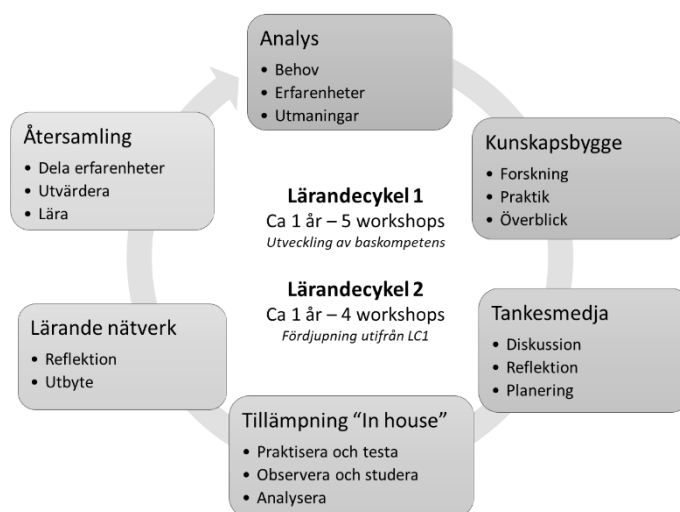 Analys
• Behov
• Erfarenheter
• Utmaningar
Kunskapsbygge
• Forskning
• Praktik
• Överblick
Tankesmedja
• Diskussion
• Reflektion
• Planering
Tillämpning “In house”
• Praktisera och testa
• Observera och studera
• Analysera
Lärande nätverk
• Reflektion
• Utbyte
Återsamling
• Dela erfarenheter
• Utvärdera
• Lära
Lärandecykel 1
Ca 1 år – 5 workshops
Utveckling av baskompetens
Lärandecykel 2
Ca 1 år – 4 workshops
Fördjupning utifrån LC1